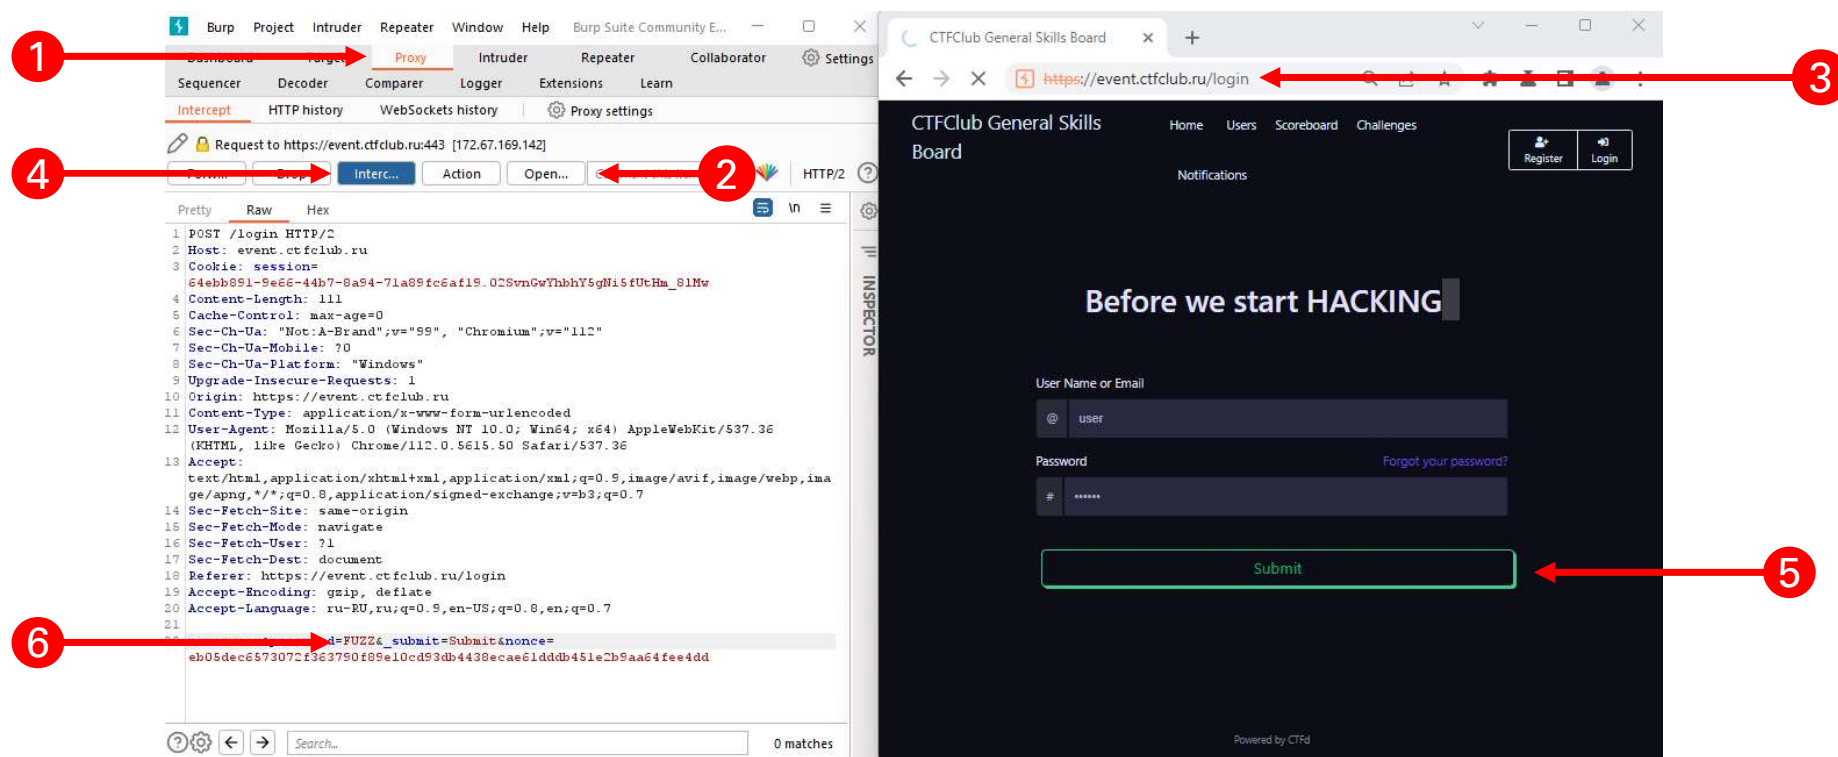 Burp Project Intruder Repeater Window Help Burp Suite Community E...
Proxy Intruder Repeater Collaborator Settings
Sequencer Decoder Comparer Logger Extensions Learn
Intercept HTTP history WebSockets history Proxy settings
Request to https://event.ctfclub.ru:443 [172.67.169.142]
Interc... Action Open... HTTP/2
Pretty Raw Hex \n
1 POST /login HTTP/2
2 Host: event.ctfclub.ru
3 Cookie: session=
64ebb891-9e66-44b7-8a94-71a89fc6af19.O2SvnGwYhbhY5gNi5fUtHm_81Mw
4 Content-Length: 111
5 Cache-Control: max-age=0
6 Sec-Ch-Ua: "Not:A-Brand";v="99", "Chromium";v="112"
7 Sec-Ch-Ua-Mobile: ?0
8 Sec-Ch-Ua-Platform: "Windows"
9 Upgrade-Insecure-Requests: 1
10 Origin: https://event.ctfclub.ru
11 Content-Type: application/x-www-form-urlencoded
12 User-Agent: Mozilla/5.0 (Windows NT 10.0; Win64; x64) AppleWebKit/537.36
(KHTML, like Gecko) Chrome/112.0.5615.50 Safari/537.36
13 Accept:
text/html,application/xhtml+xml,application/xml;q=0.9,image/avif,image/webp,ima
ge/apng,*/*;q=0.8,application/signed-exchange;v=b3;q=0.7
14 Sec-Fetch-Site: same-origin
15 Sec-Fetch-Mode: navigate
16 Sec-Fetch-User: ?1
17 Sec-Fetch-Dest: document
18 Referer: https://event.ctfclub.ru/login
19 Accept-Encoding: gzip, deflate
20 Accept-Language: ru-RU,ru;q=0.9,en-US;q=0.8,en;q=0.7
21
d=FUZZ&_submit=Submit&nonce=
eb05dec6573072f363790f89e10cd93db4438ecae61dddb451e2b9aa64fee4dd
Search... 0 matches
INSPECTOR
CTFClub General Skills Board
https://event.ctfclub.ru/login
CTFClub General Skills
Board
Home Users Scoreboard Challenges
Notifications
Register Login
Before we start HACKING
User Name or Email
@ user
Password Forgot your password?
# ••••••
Submit
Powered by CTFd
1
2
3
4
5
6